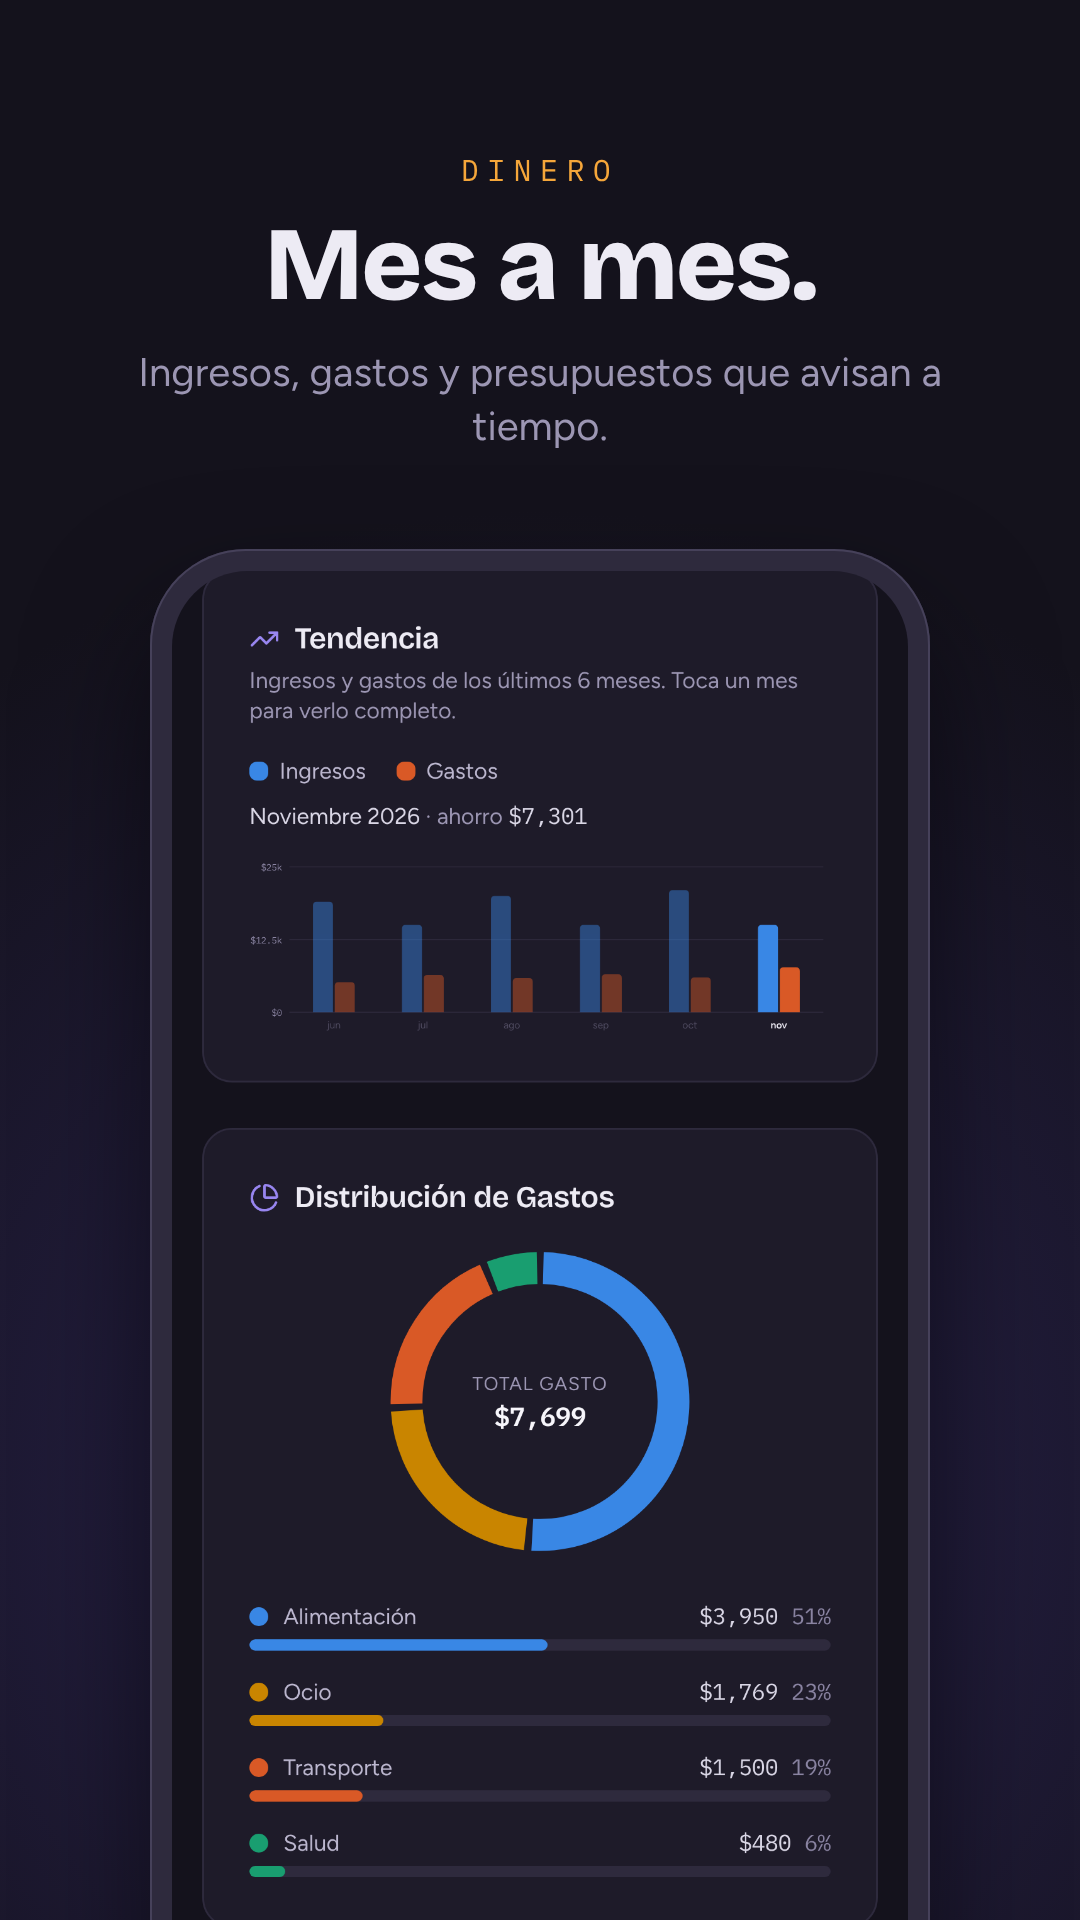 DINERO
Mes a mes.
Ingresos, gastos y presupuestos que avisan a
tiempo.
Tendencia
Ingresos y gastos de los últimos 6 meses. Toca un mes
para verlo completo.
Ingresos Gastos
Noviembre 2026 · ahorro $7,301
$25k
$12.5k
$0
jun jul ago sep oct nov
Distribución de Gastos
TOTAL GASTO
$7,699
Alimentación $3,950 51%
Ocio $1,769 23%
Transporte $1,500 19%
Salud $480 6%